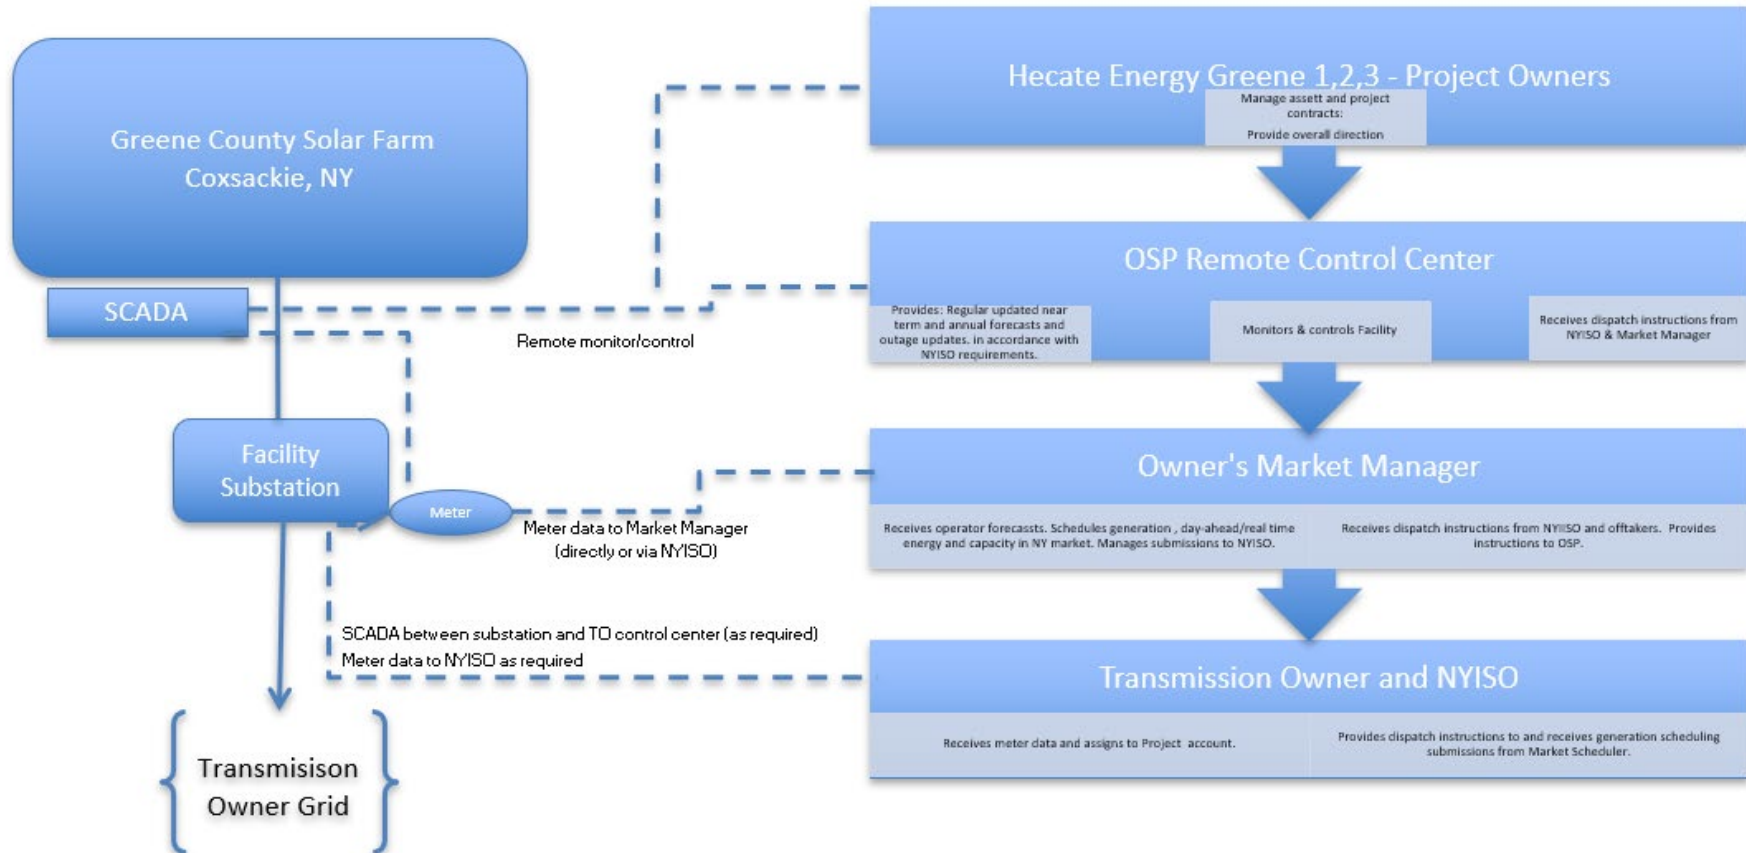 Greene County Solar Farm
Coxsackie, NY
SCADA
Remote monitor/control
Facility
Substation
Meter
Meter data to Market Manager
(directly or via NYISO)
SCADA between substation and TO control center (as required)
Meter data to NYISO as required
Transmisison
Owner Grid
Hecate Energy Greene 1,2,3 - Project Owners
Manage assett and project
contracts:
Provide overall direction
OSP Remote Control Center
Provides: Regular updated near
term and annual forecasts and
outage updates. in accordance with
NYISO requirements.
Monitors & controls Facility
Receives dispatch instructions from
NYISO & Market Manager
Owner's Market Manager
Receives operator forecassts. Schedules generation , day-ahead/real time
energy and capacity in NY market. Manages submissions to NYISO.
Receives dispatch instructions from NYIISO and offtakers. Provides
instructions to OSP.
Transmission Owner and NYISO
Receives meter data and assigns to Project account.
Provides dispatch instructions to and receives generation scheduling
submissions from Market Scheduler.